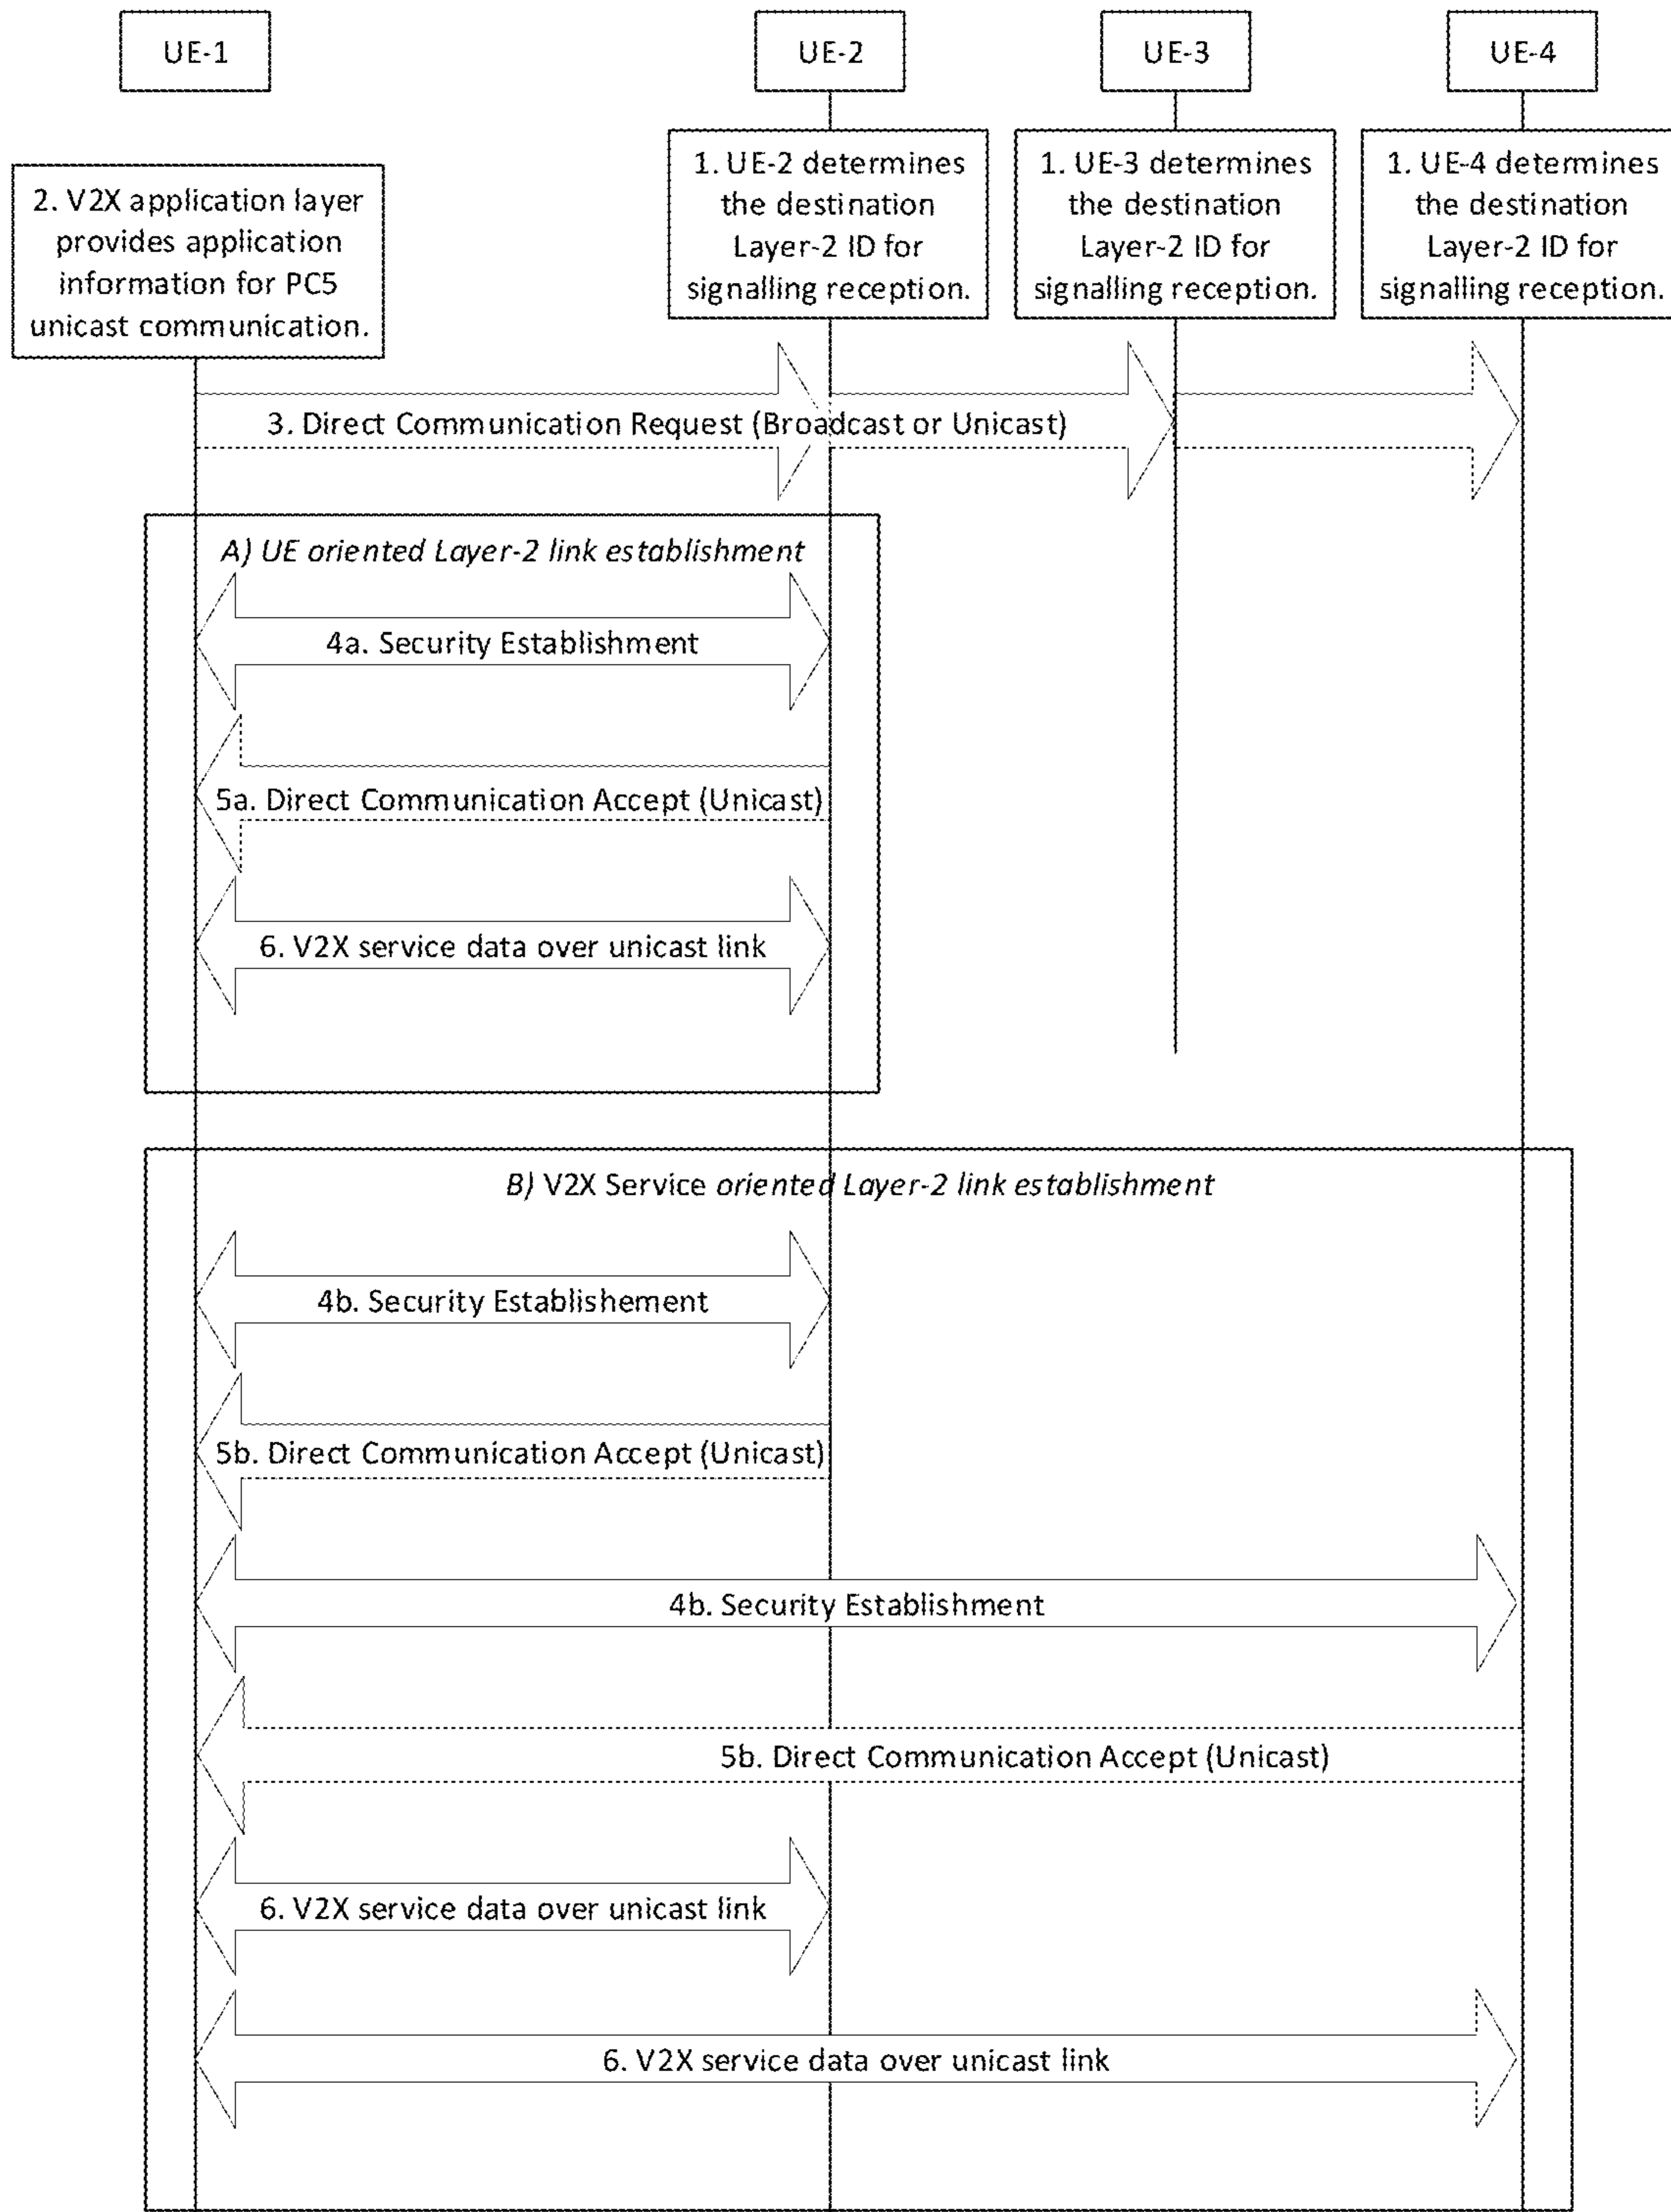 UE-1
UE-2
UE-3
UE-4
1. UE-2 determines
the destination
Layer-2 ID for
signalling reception.
1. UE-3 determines
the destination
Layer-2 ID for
signalling reception.
1. UE-4 determines
the destination
Layer-2 ID for
signalling reception.
2. V2X application layer
provides application
information for PC5
unicast communication.
3. Direct Communication Request (Broadcast or Unicast)
A) UE oriented Layer-2 link establishment
4a. Security Establishment
5a. Direct Communication Accept (Unicast)
6. V2X service data over unicast link
B) V2X Service oriented Layer-2 link establishment
4b. Security Establishement
5b. Direct Communication Accept (Unicast)
4b. Security Establishment
5b. Direct Communication Accept (Unicast)
6. V2X service data over unicast link
6. V2X service data over unicast link